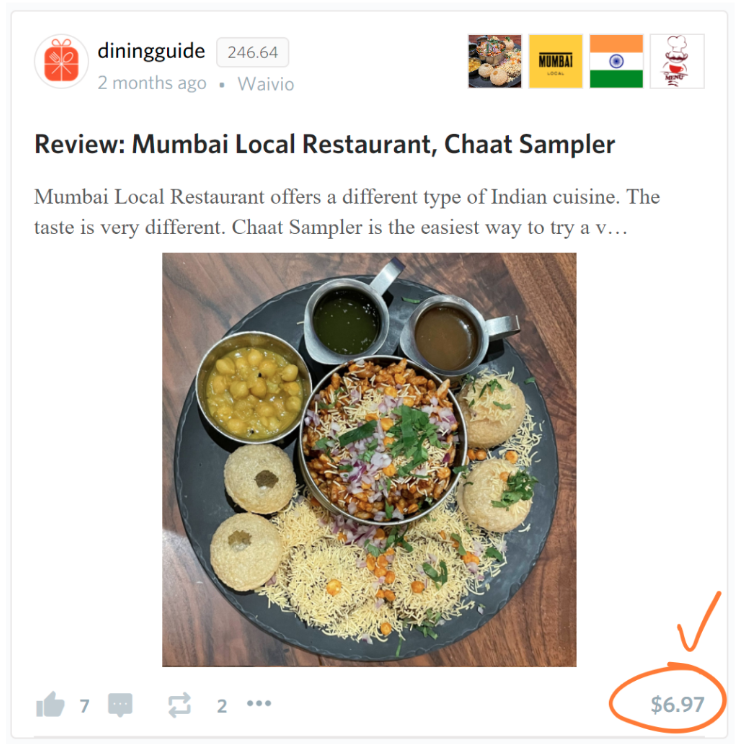 diningguide 246.64
2 months ago • Waivio
MUMBAI
LOCAL
MENU
Review: Mumbai Local Restaurant, Chaat Sampler
Mumbai Local Restaurant offers a different type of Indian cuisine. The
taste is very different. Chaat Sampler is the easiest way to try a v…
7 2 $6.97